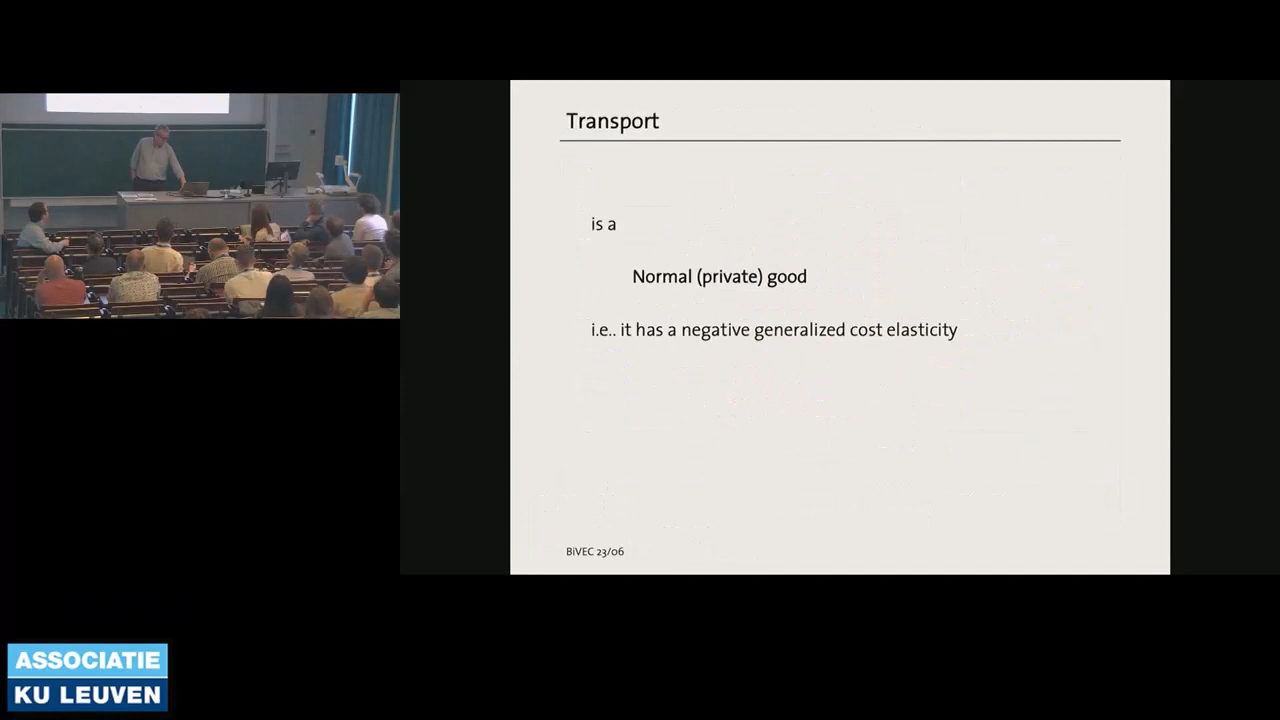 Transport
is a
Normal (private) good
i.e.. it has a negative generalized cost elasticity
BiVEC 23/06
ASSOCIATIE
KU LEUVEN